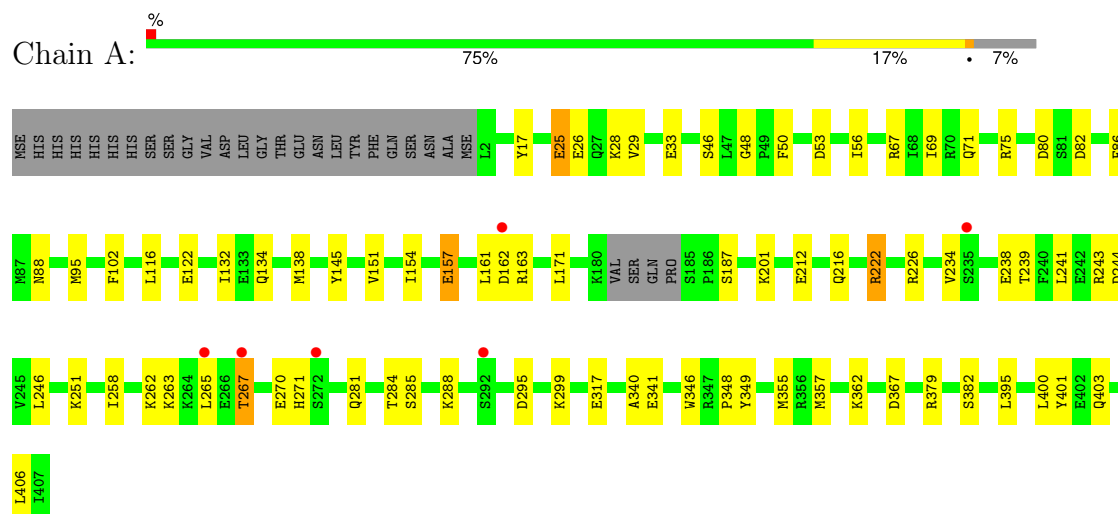 %
Chain A:
75% 17% • 7%
MSE HIS HIS HIS HIS HIS HIS SER SER GLY VAL ASP LEU GLY THR GLU ASN LEU TYR PHE GLN SER ASN ALA MSE L2 Y17 E25 E26 Q27 K28 V29 E33 S46 L47 G48 P49 F50 D53 I56 R67 I68 I69 R70 Q71 R75 D80 S81 D82
M87 N88 M95 F102 L116 E122 I132 E133 Q134 M138 Y145 V151 I154 E157 L161 D162 R163 L171 K180 VAL SER GLN PRO S185 P186 S187 K201 E212 Q216 R222 R226 V234 S235 E238 T239 F240 L241 E242 R243
V245 L246 K251 I258 K262 K263 K264 L265 E266 T267 E270 H271 S272 Q281 T284 S285 K288 S292 D295 K299 E317 A340 E341 W346 R347 P348 Y349 M355 R356 M357 K362 D367 R379 S382 L395 L400 Y401 E402 Q403
L406 I407